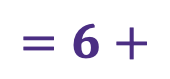 = 6 +